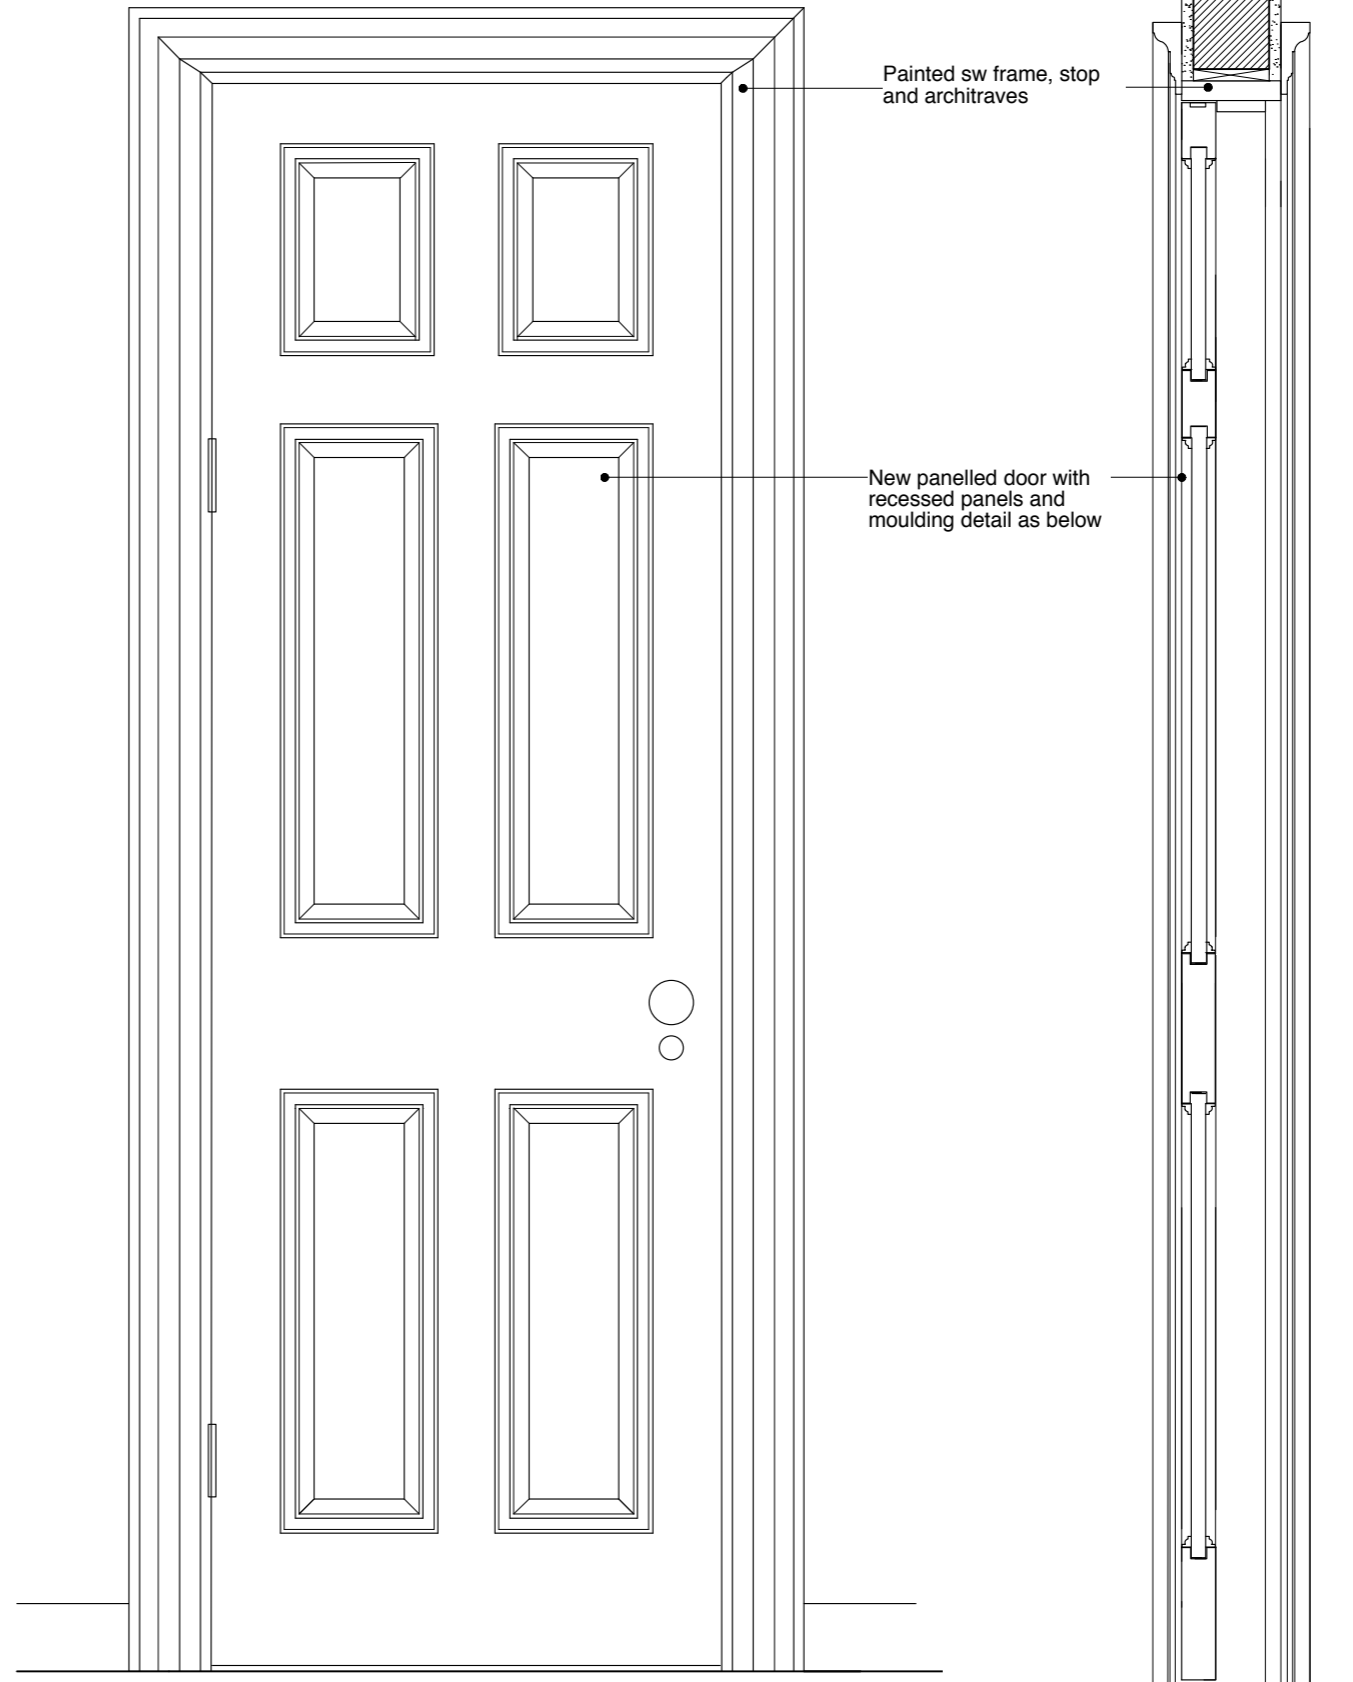 Painted sw frame, stop
and architraves
New panelled door with
recessed panels and
moulding detail as below